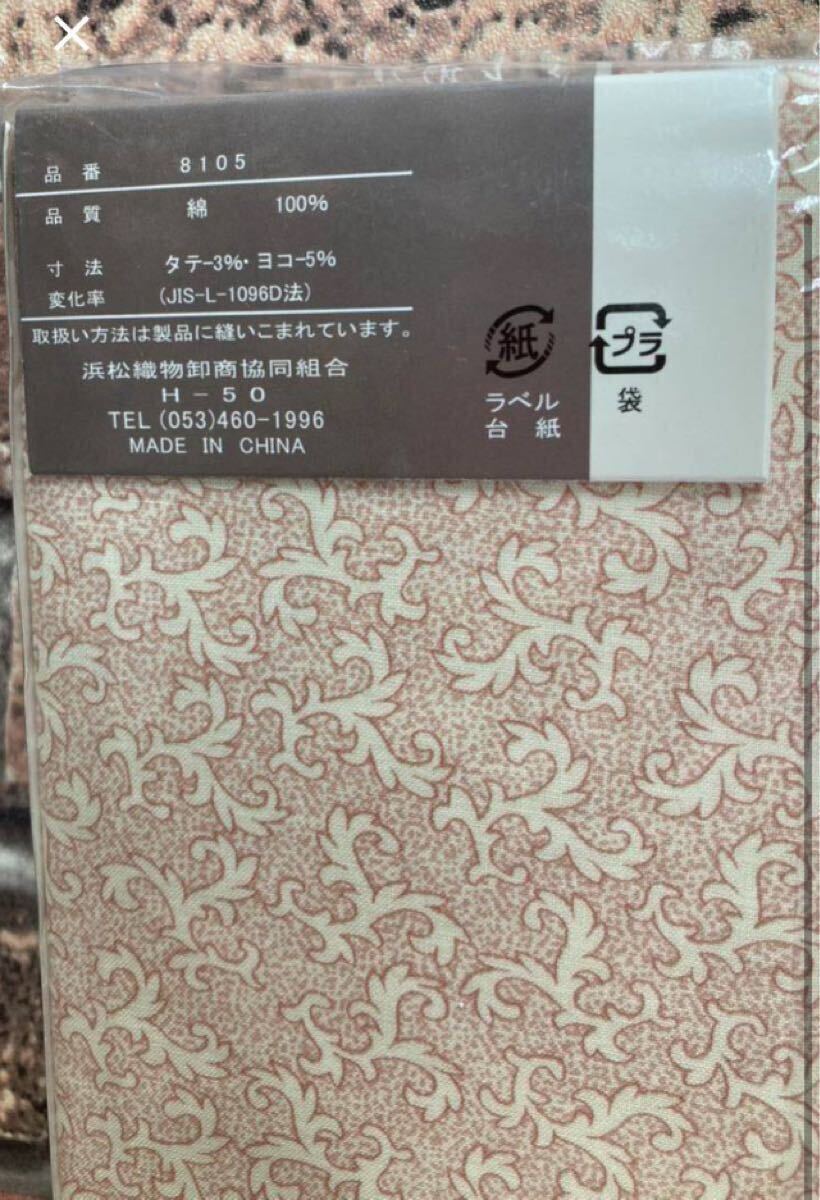 品 番 8105
品 質 綿 100%
寸 法 タテ-3%・ヨコ-5%
変化率 (JIS-L-1096D法)
取扱い方法は製品に縫いこまれています。
浜松織物卸商協同組合
H-50
TEL (053)460-1996
MADE IN CHINA
紙
ラベル
台 紙
プラ
袋